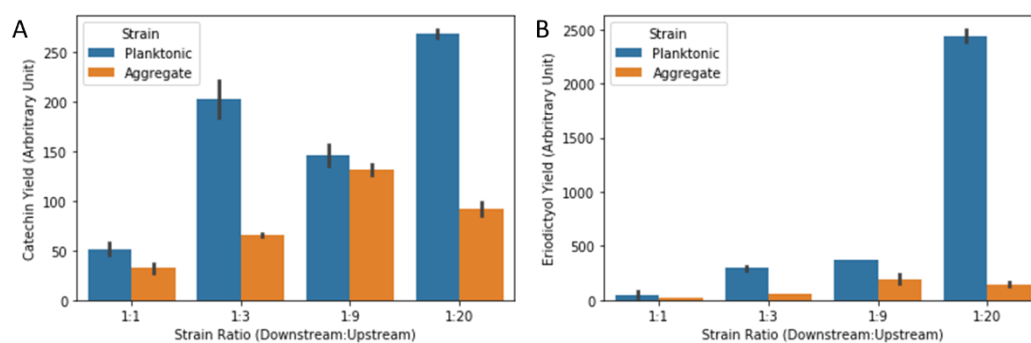 A
Catechin Yield (Arbritrary Unit)
250
200
150
100
50
0
Strain
Planktonic
Aggregate
1:1
1:3
1:9
1:20
Strain Ratio (Downstream:Upstream)
B
Eriodictyol Yield (Arbritrary Unit)
2500
2000
1500
1000
500
0
Strain
Planktonic
Aggregate
1:1
1:3
1:9
1:20
Strain Ratio (Downstream:Upstream)